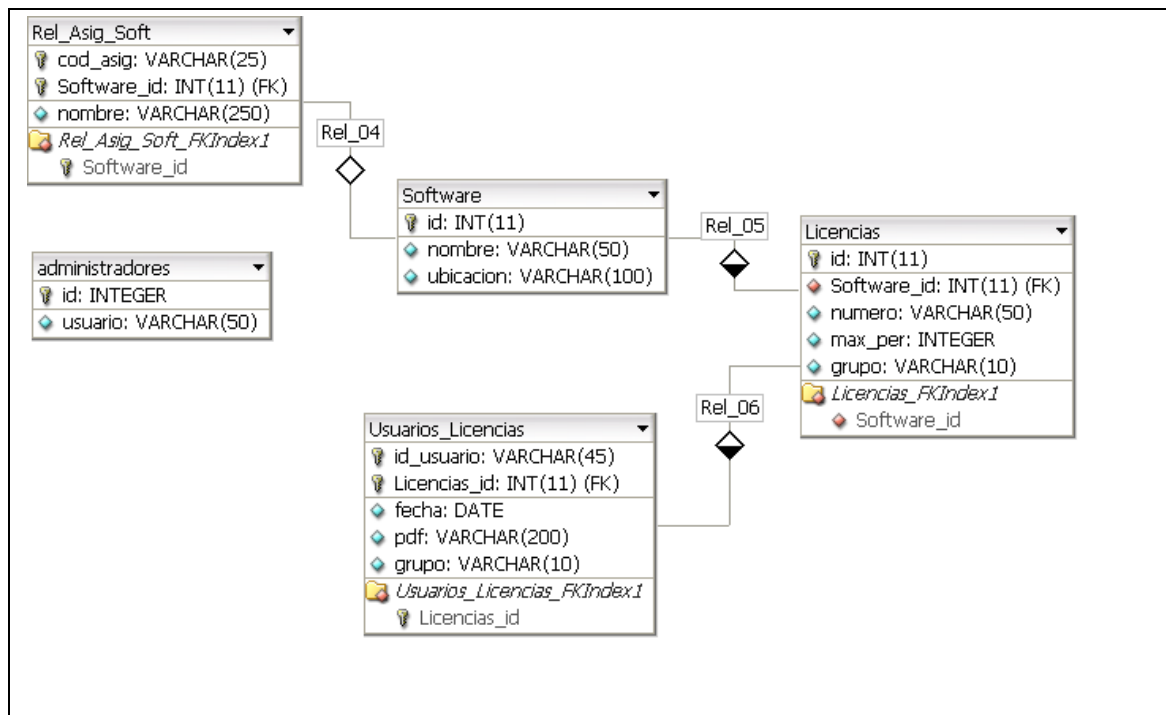 Rel_Asig_Soft
cod_asig: VARCHAR(25)
Software_id: INT(11) (FK)
nombre: VARCHAR(250)
Rel_Asig_Soft_FKIndex1
Software_id
Rel_04
administradores
id: INTEGER
usuario: VARCHAR(50)
Software
id: INT(11)
nombre: VARCHAR(50)
ubicacion: VARCHAR(100)
Rel_05
Licencias
id: INT(11)
Software_id: INT(11) (FK)
numero: VARCHAR(50)
max_per: INTEGER
grupo: VARCHAR(10)
Licencias_FKIndex1
Software_id
Rel_06
Usuarios_Licencias
id_usuario: VARCHAR(45)
Licencias_id: INT(11) (FK)
fecha: DATE
pdf: VARCHAR(200)
grupo: VARCHAR(10)
Usuarios_Licencias_FKIndex1
Licencias_id